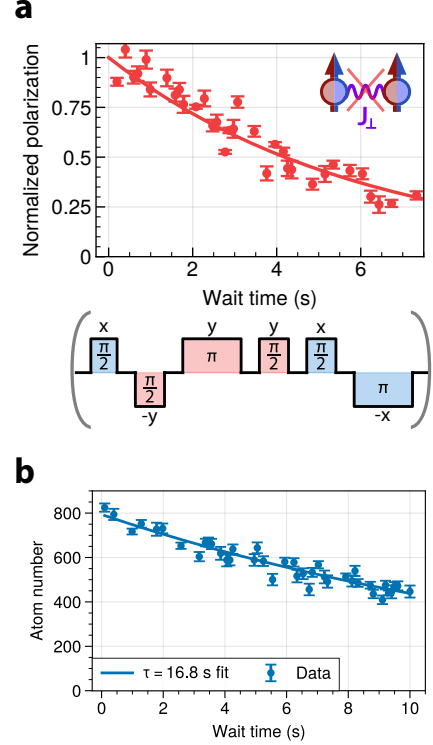 a
Normalized polarization
1
0.75
0.5
0.25
0
J⊥
0 2 4 6
Wait time (s)
x y y x
π/2 π π/2 π/2
π/2 π
-y -x
b
Atom number
800
600
400
200
0
τ = 16.8 s fit Data
0 2 4 6 8 10
Wait time (s)